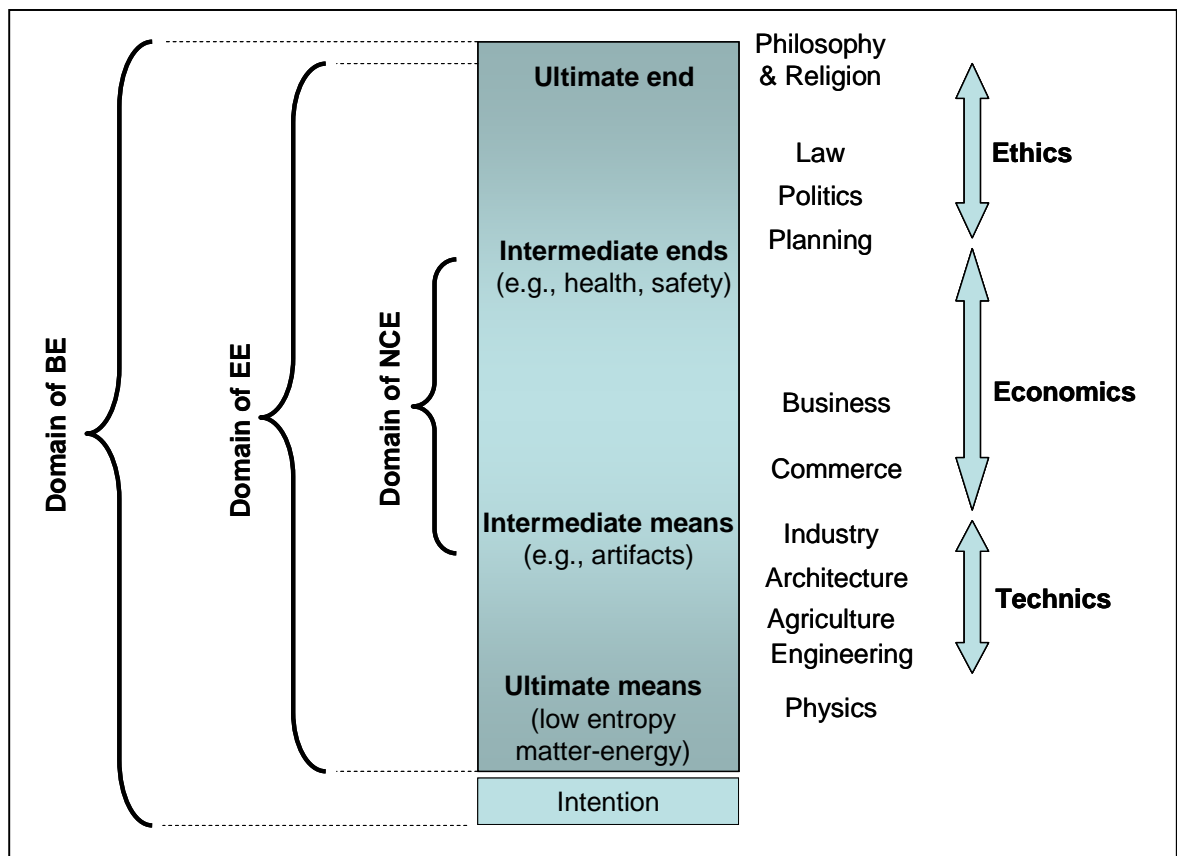 Domain of BE
Domain of EE
Domain of NCE
Ultimate end
Intermediate ends
(e.g., health, safety)
Intermediate means
(e.g., artifacts)
Ultimate means
(low entropy
matter-energy)
Intention
Philosophy
& Religion
Law
Politics
Planning
Business
Commerce
Industry
Architecture
Agriculture
Engineering
Physics
Ethics
Economics
Technics